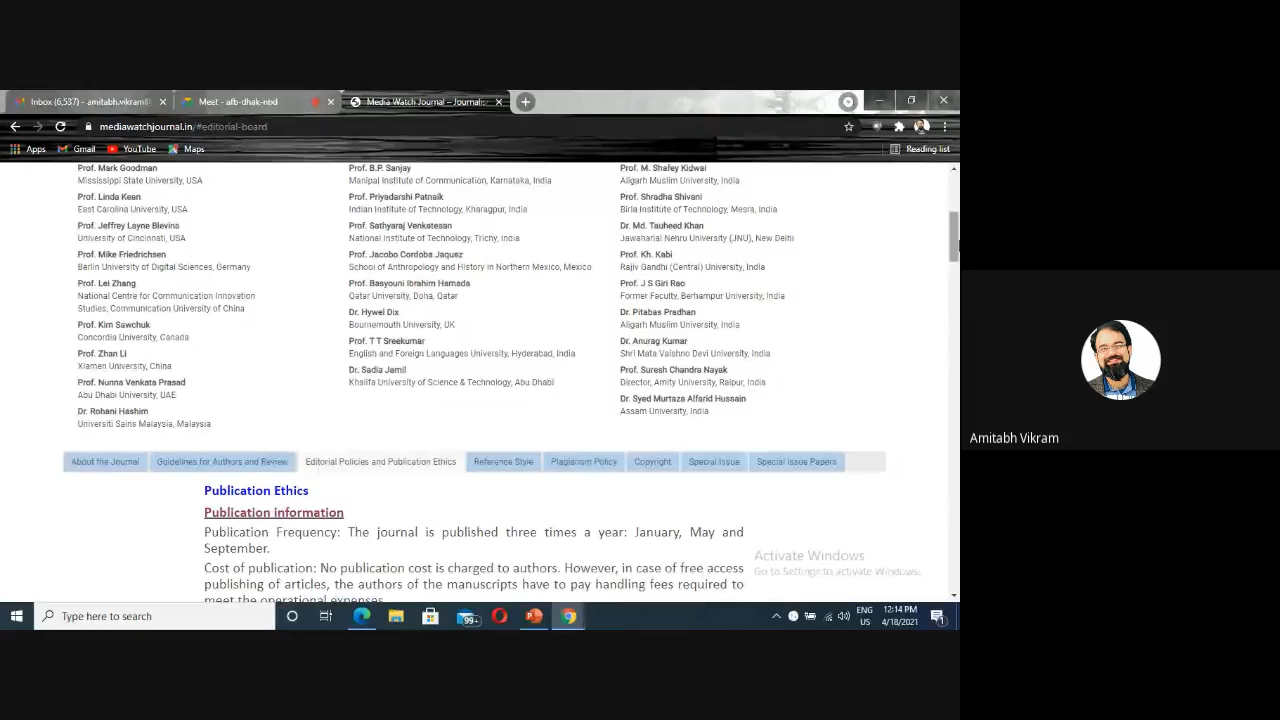 Inbox (6,537) - amitabh.vikram@
Meet - afb-dhak-nbd
Media Watch Journal – Journalis
mediawatchjournal.in/#editorial-board
Apps
Gmail
YouTube
Maps
Reading list
Prof. Mark Goodman
Mississippi State University, USA
Prof. Linda Kean
East Carolina University, USA
Prof. Jeffrey Layne Blevins
University of Cincinnati, USA
Prof. Mike Friedrichsen
Berlin University of Digital Sciences, Germany
Prof. Lei Zhang
National Centre for Communication Innovation
Studies, Communication University of China
Prof. Kim Sawchuk
Concordia University, Canada
Prof. Zhan Li
Xiamen University, China
Prof. Nunna Venkata Prasad
Abu Dhabi University, UAE
Dr. Rohani Hashim
Universiti Sains Malaysia, Malaysia
Prof. B.P. Sanjay
Manipal Institute of Communication, Karnataka, India
Prof. Priyadarshi Patnaik
Indian Institute of Technology, Kharagpur, India
Prof. Sathyaraj Venkatesan
National Institute of Technology, Trichy, India
Prof. Jacobo Cordoba Jaquez
School of Anthropology and History in Northern Mexico, Mexico
Prof. Basyouni Ibrahim Hamada
Qatar University, Doha, Qatar
Dr. Hywel Dix
Bournemouth University, UK
Prof. T T Sreekumar
English and Foreign Languages University, Hyderabad, India
Dr. Sadia Jamil
Khalifa University of Science & Technology, Abu Dhabi
Prof. M. Shafey Kidwai
Aligarh Muslim University, India
Prof. Shradha Shivani
Birla Institute of Technology, Mesra, India
Dr. Md. Tauheed Khan
Jawaharlal Nehru University (JNU), New Delhi
Prof. Kh. Kabi
Rajiv Gandhi (Central) University, India
Prof. J S Giri Rao
Former Faculty, Berhampur University, India
Dr. Pitabas Pradhan
Aligarh Muslim University, India
Dr. Anurag Kumar
Shri Mata Vaishno Devi University, India
Prof. Suresh Chandra Nayak
Director, Amity University, Raipur, India
Dr. Syed Murtaza Alfarid Hussain
Assam University, India
About the Journal
Guidelines for Authors and Review
Editorial Policies and Publication Ethics
Reference Style
Plagiarism Policy
Copyright
Special Issue
Special Issue Papers
Publication Ethics
Publication information
Publication Frequency: The journal is published three times a year: January, May and
September.
Cost of publication: No publication cost is charged to authors. However, in case of free access
publishing of articles, the authors of the manuscripts have to pay handling fees required to
meet the operational expenses
Activate Windows
Go to Settings to activate Windows.
Type here to search
99+
ENG
US
12:14 PM
4/18/2021
1
Amitabh Vikram